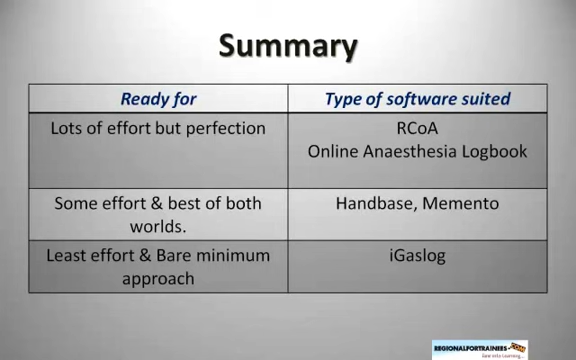 Summary
Ready for
Type of software suited
Lots of effort but perfection
RCoA
Online Anaesthesia Logbook
Some effort & best of both
worlds.
Handbase, Memento
Least effort & Bare minimum
approach
iGaslog
REGIONALFORTRAINEES.COM